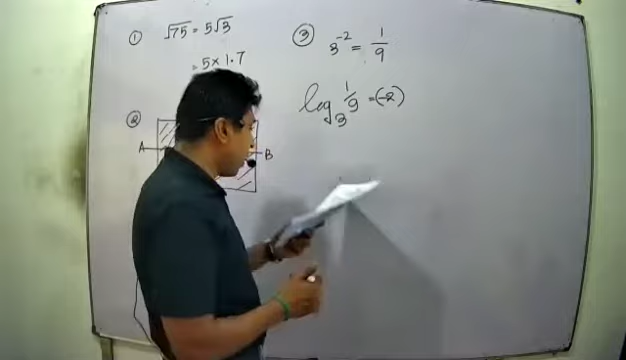 ① √75 = 5√3
= 5 × 1.7
②
A
B
③ 3⁻² = 1/9
log₃ 1/9 = (-2)